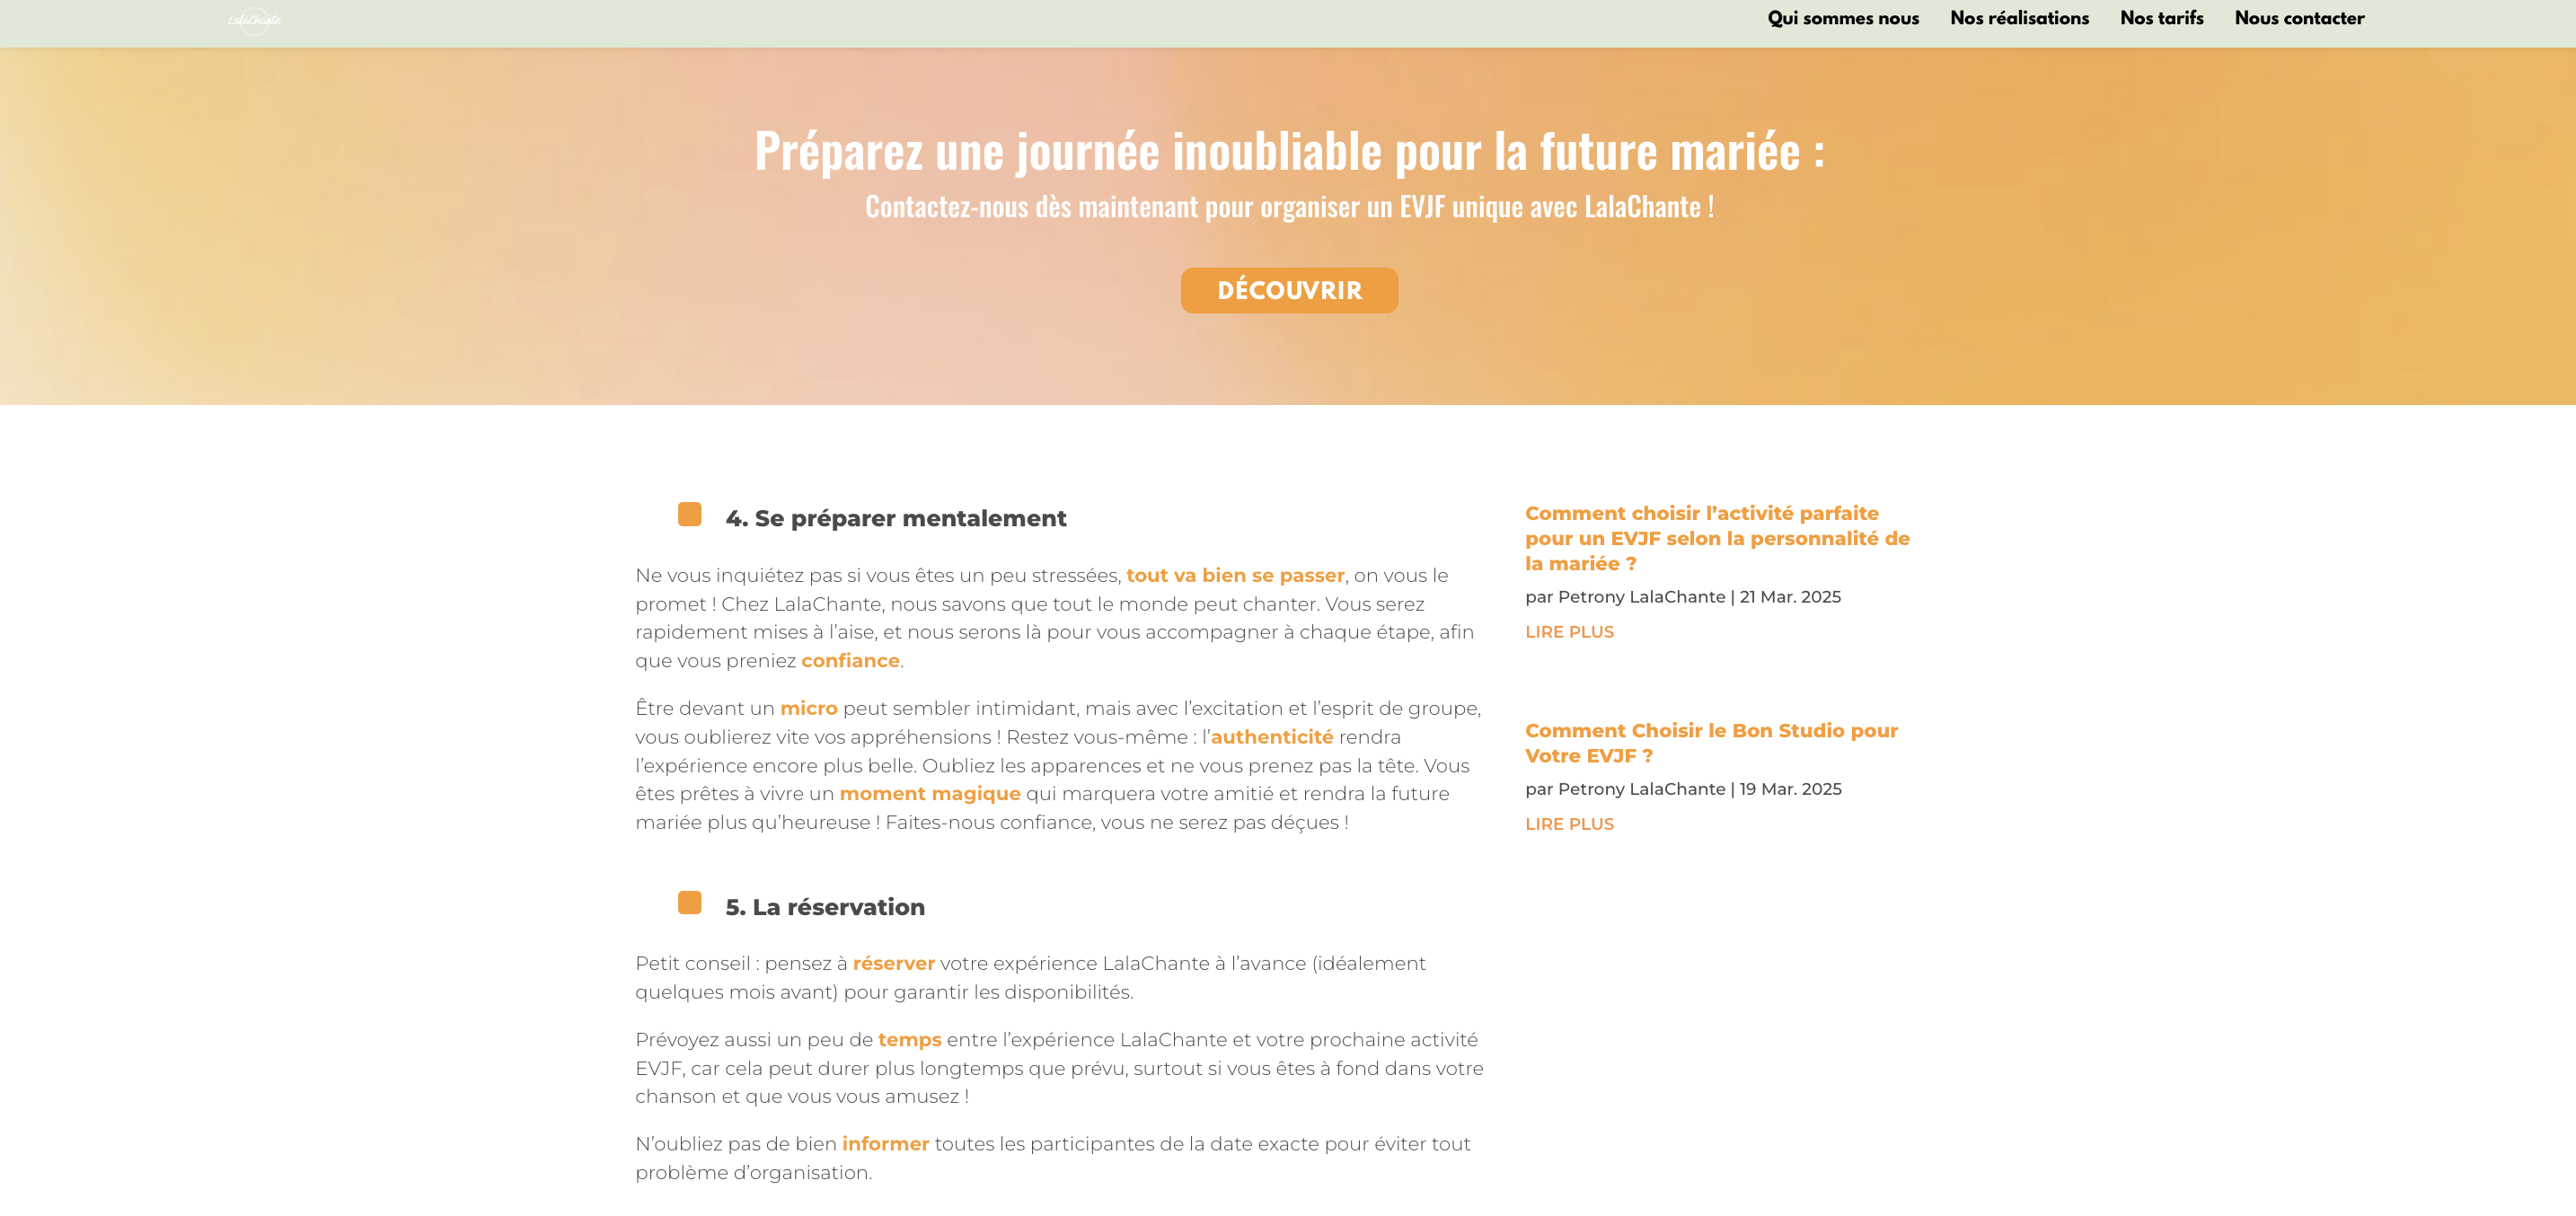 LalaChante
Qui sommes nous
Nos réalisations
Nos tarifs
Nous contacter
Préparez une journée inoubliable pour la future mariée :
Contactez-nous dès maintenant pour organiser un EVJF unique avec LalaChante !
DÉCOUVRIR
4. Se préparer mentalement
Ne vous inquiétez pas si vous êtes un peu stressées, tout va bien se passer, on vous le
promet ! Chez LalaChante, nous savons que tout le monde peut chanter. Vous serez
rapidement mises à l’aise, et nous serons là pour vous accompagner à chaque étape, afin
que vous preniez confiance.
Être devant un micro peut sembler intimidant, mais avec l’excitation et l’esprit de groupe,
vous oublierez vite vos appréhensions ! Restez vous-même : l’authenticité rendra
l’expérience encore plus belle. Oubliez les apparences et ne vous prenez pas la tête. Vous
êtes prêtes à vivre un moment magique qui marquera votre amitié et rendra la future
mariée plus qu’heureuse ! Faites-nous confiance, vous ne serez pas déçues !
5. La réservation
Petit conseil : pensez à réserver votre expérience LalaChante à l’avance (idéalement
quelques mois avant) pour garantir les disponibilités.
Prévoyez aussi un peu de temps entre l’expérience LalaChante et votre prochaine activité
EVJF, car cela peut durer plus longtemps que prévu, surtout si vous êtes à fond dans votre
chanson et que vous vous amusez !
N’oubliez pas de bien informer toutes les participantes de la date exacte pour éviter tout
problème d’organisation.
Comment choisir l’activité parfaite
pour un EVJF selon la personnalité de
la mariée ?
par Petrony LalaChante | 21 Mar. 2025
LIRE PLUS
Comment Choisir le Bon Studio pour
Votre EVJF ?
par Petrony LalaChante | 19 Mar. 2025
LIRE PLUS